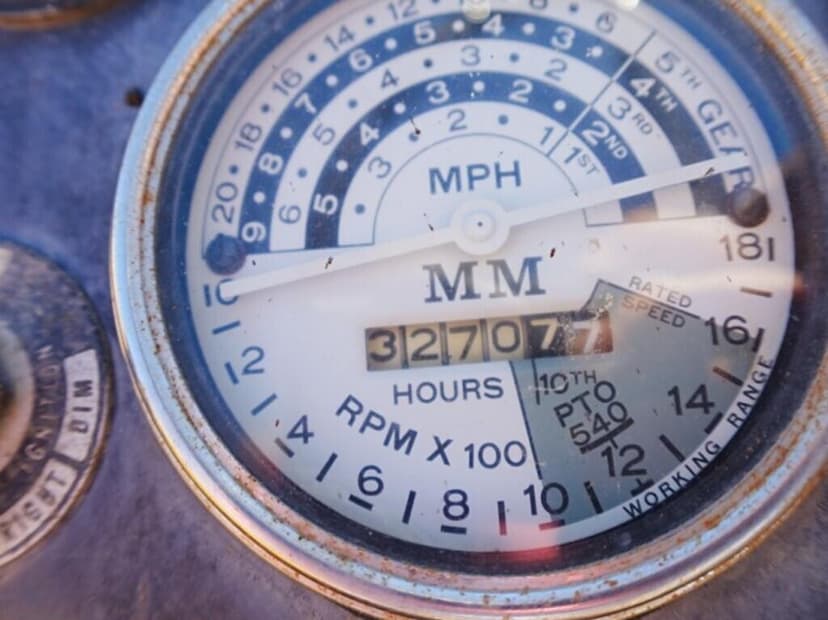 20 • 18 • 16 • 14 • 12 • • 8 • 6 5TH GEAR
9 • 8 • 7 • 6 • 5 • 4 • 3 • 4TH
6 • 5 • 4 • 3 • 2 3RD
5 • 4 • 3 • 2 • 2ND
• 3 • 2 • 1 1ST
MPH
MM
327077
HOURS
10TH
RPM X 100
PTO
540
RATED
SPEED
WORKING RANGE
0
2
4
6
8
10
12
14
16
18
IGNITION
DIM